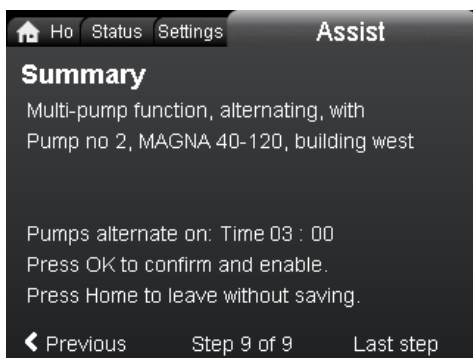 Ho Status Settings Assist
Summary
Multi-pump function, alternating, with
Pump no 2, MAGNA 40-120, building west
Pumps alternate on: Time 03 : 00
Press OK to confirm and enable.
Press Home to leave without saving.
Previous Step 9 of 9 Last step